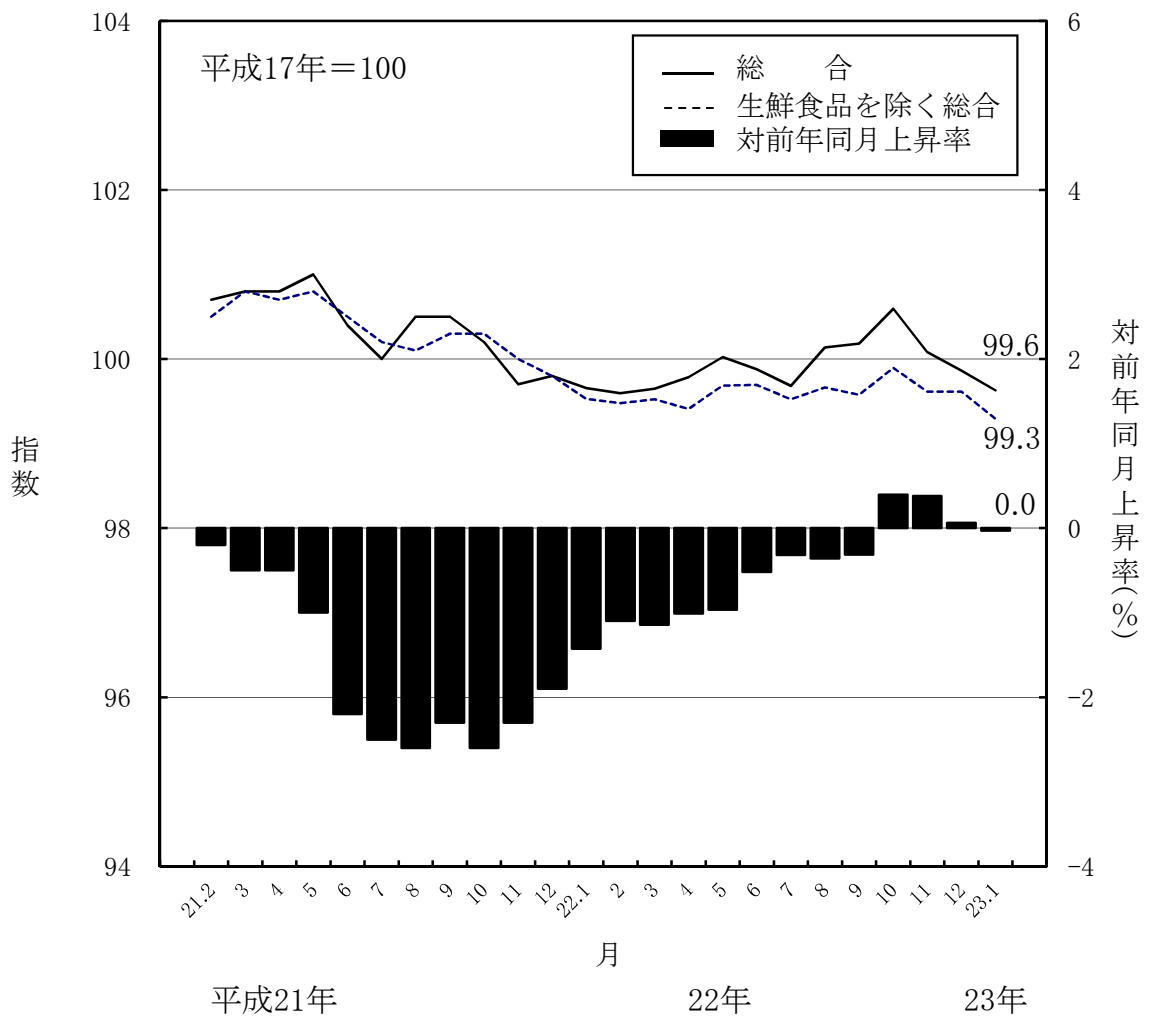 平成17年＝100
総　合
生鮮食品を除く総合
対前年同月上昇率
104
102
100
98
96
94
指数
6
4
2
0
-2
-4
対前年同月上昇率(%)
99.6
99.3
0.0
21.2 3 4 5 6 7 8 9 10 11 12 22.1 2 3 4 5 6 7 8 9 10 11 12 23.1
月
平成21年 22年 23年